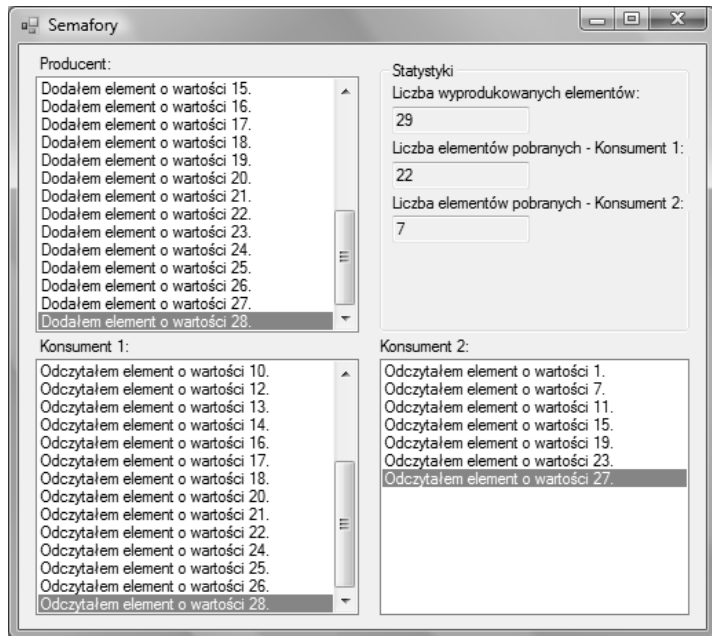 Semafory
Producent:
Dodałem element o wartości 15.
Dodałem element o wartości 16.
Dodałem element o wartości 17.
Dodałem element o wartości 18.
Dodałem element o wartości 19.
Dodałem element o wartości 20.
Dodałem element o wartości 21.
Dodałem element o wartości 22.
Dodałem element o wartości 23.
Dodałem element o wartości 24.
Dodałem element o wartości 25.
Dodałem element o wartości 26.
Dodałem element o wartości 27.
Dodałem element o wartości 28.
Statystyki
Liczba wyprodukowanych elementów:
29
Liczba elementów pobranych - Konsument 1:
22
Liczba elementów pobranych - Konsument 2:
7
Konsument 1:
Odczytałem element o wartości 10.
Odczytałem element o wartości 12.
Odczytałem element o wartości 13.
Odczytałem element o wartości 14.
Odczytałem element o wartości 16.
Odczytałem element o wartości 17.
Odczytałem element o wartości 18.
Odczytałem element o wartości 20.
Odczytałem element o wartości 21.
Odczytałem element o wartości 22.
Odczytałem element o wartości 24.
Odczytałem element o wartości 25.
Odczytałem element o wartości 26.
Odczytałem element o wartości 28.
Konsument 2:
Odczytałem element o wartości 1.
Odczytałem element o wartości 7.
Odczytałem element o wartości 11.
Odczytałem element o wartości 15.
Odczytałem element o wartości 19.
Odczytałem element o wartości 23.
Odczytałem element o wartości 27.